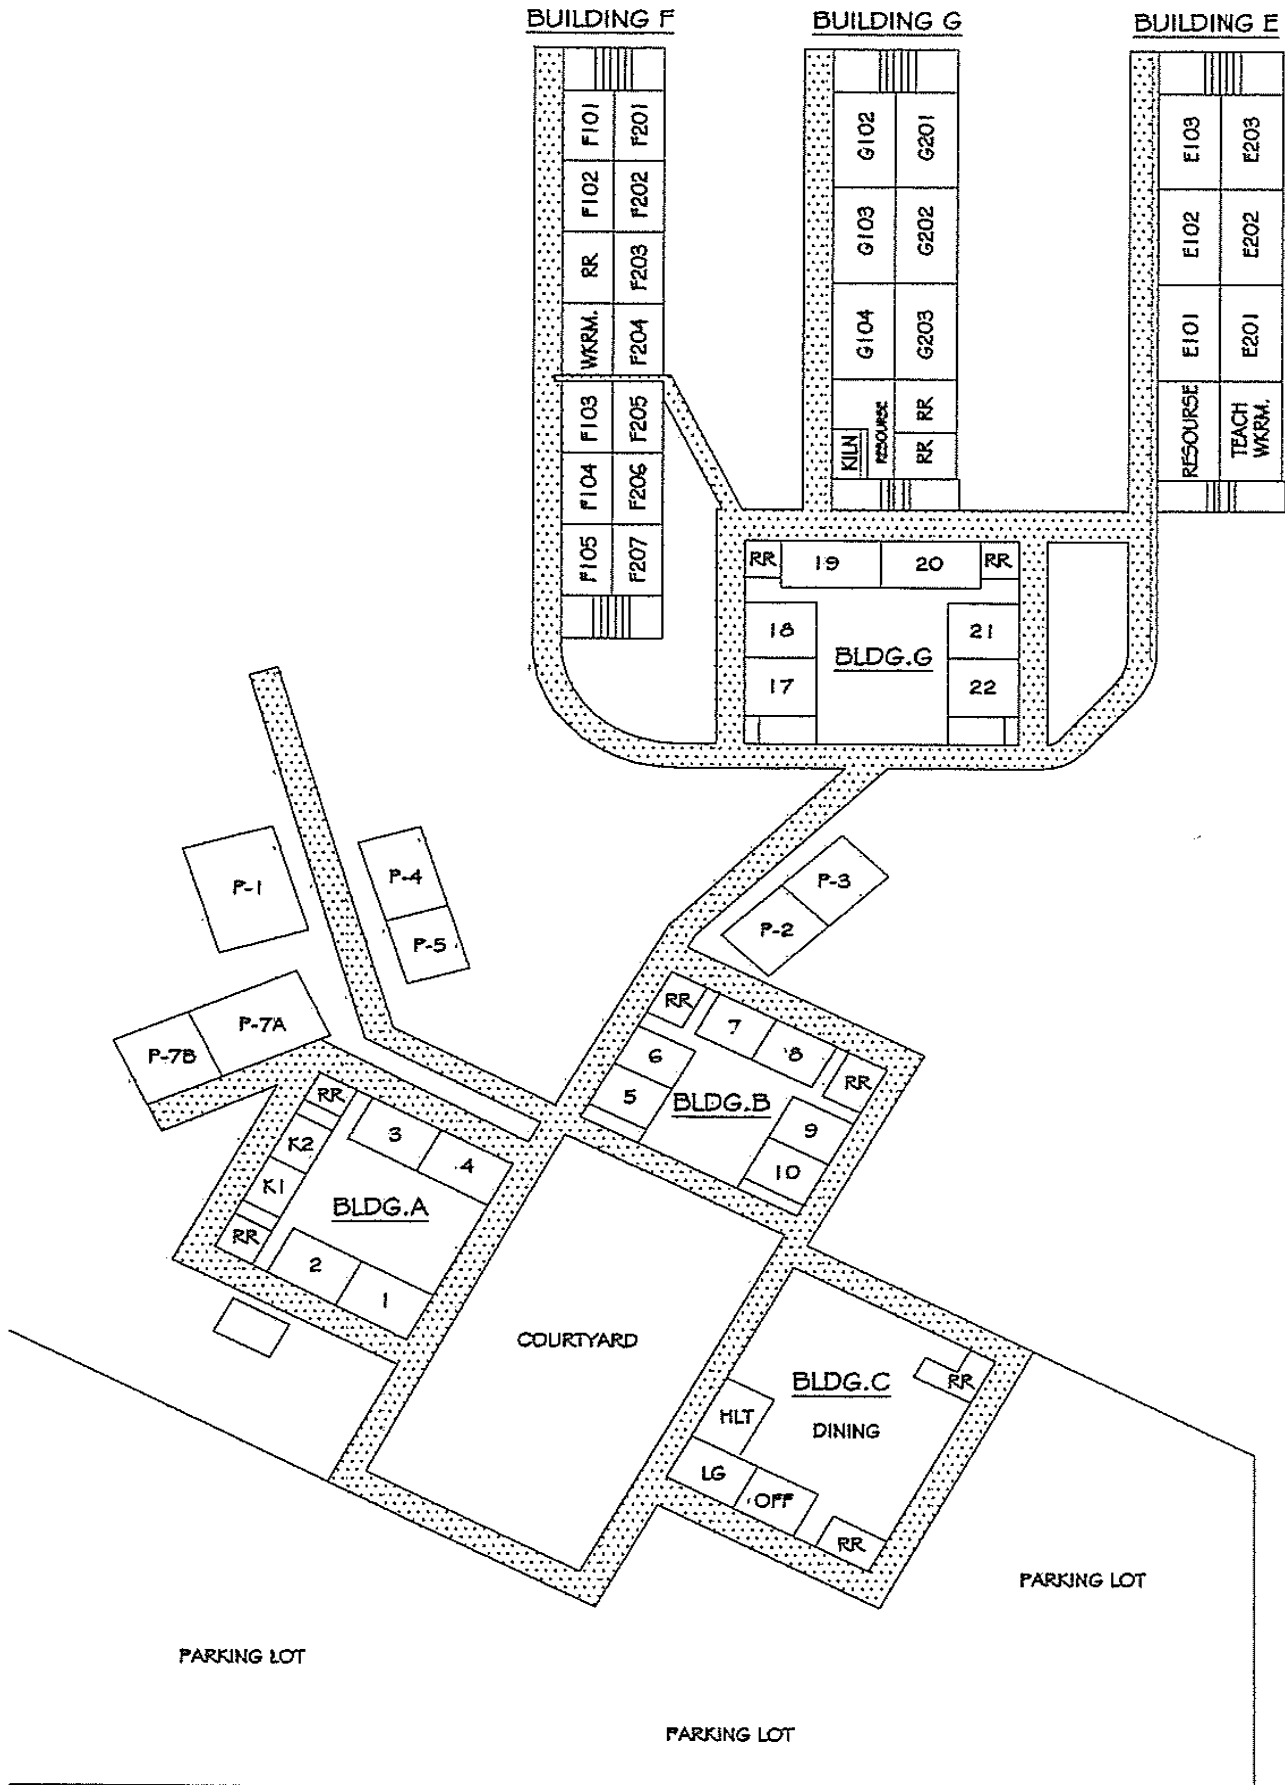 BUILDING F
BUILDING G
BUILDING E
F101
F201
F102
F202
RR
F203
WKRM.
F204
F103
F205
F104
F206
F105
F207
G102
G201
G103
G202
G104
G203
KILN
RESOURSE
RR
RR
E103
E203
E102
E202
E101
E201
RESOURSE
TEACH
WKRM.
RR
19
20
RR
18
21
BLDG.G
17
22
P-1
P-4
P-5
P-3
P-2
P-7A
P-7B
RR
7
8
6
RR
5
BLDG.B
9
10
RR
3
K2
4
K1
BLDG.A
RR
2
1
COURTYARD
BLDG.C
RR
HLT
DINING
LG
OFF
RR
PARKING LOT
PARKING LOT
PARKING LOT